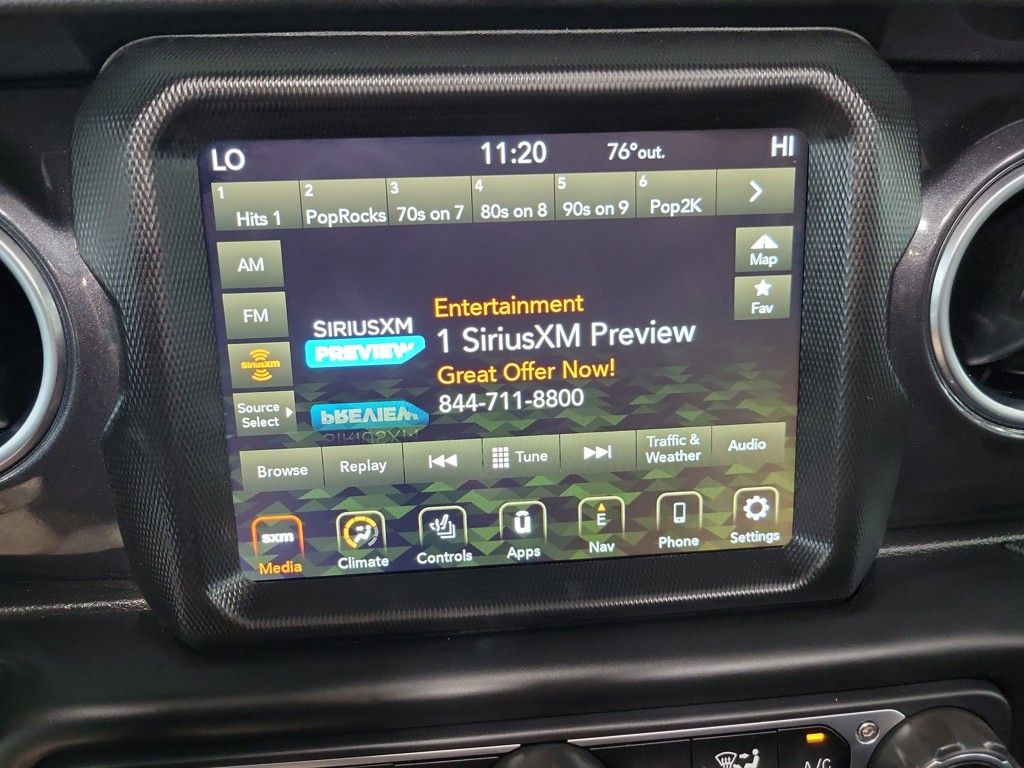 LO 11:20 76°out. HI
1 Hits 1 2 PopRocks 3 70s on 7 4 80s on 8 5 90s on 9 6 Pop2K
AM
Map
FM
Fav
SiriusXM
Source
Select
SIRIUSXM
PREVIEW
Entertainment
1 SiriusXM Preview
Great Offer Now!
844-711-8800
PREVIEW
SIRIUSXM
Browse Replay Tune Traffic & Weather Audio
sxm
Media Climate Controls
u
Apps
E
Nav Phone Settings
A/C